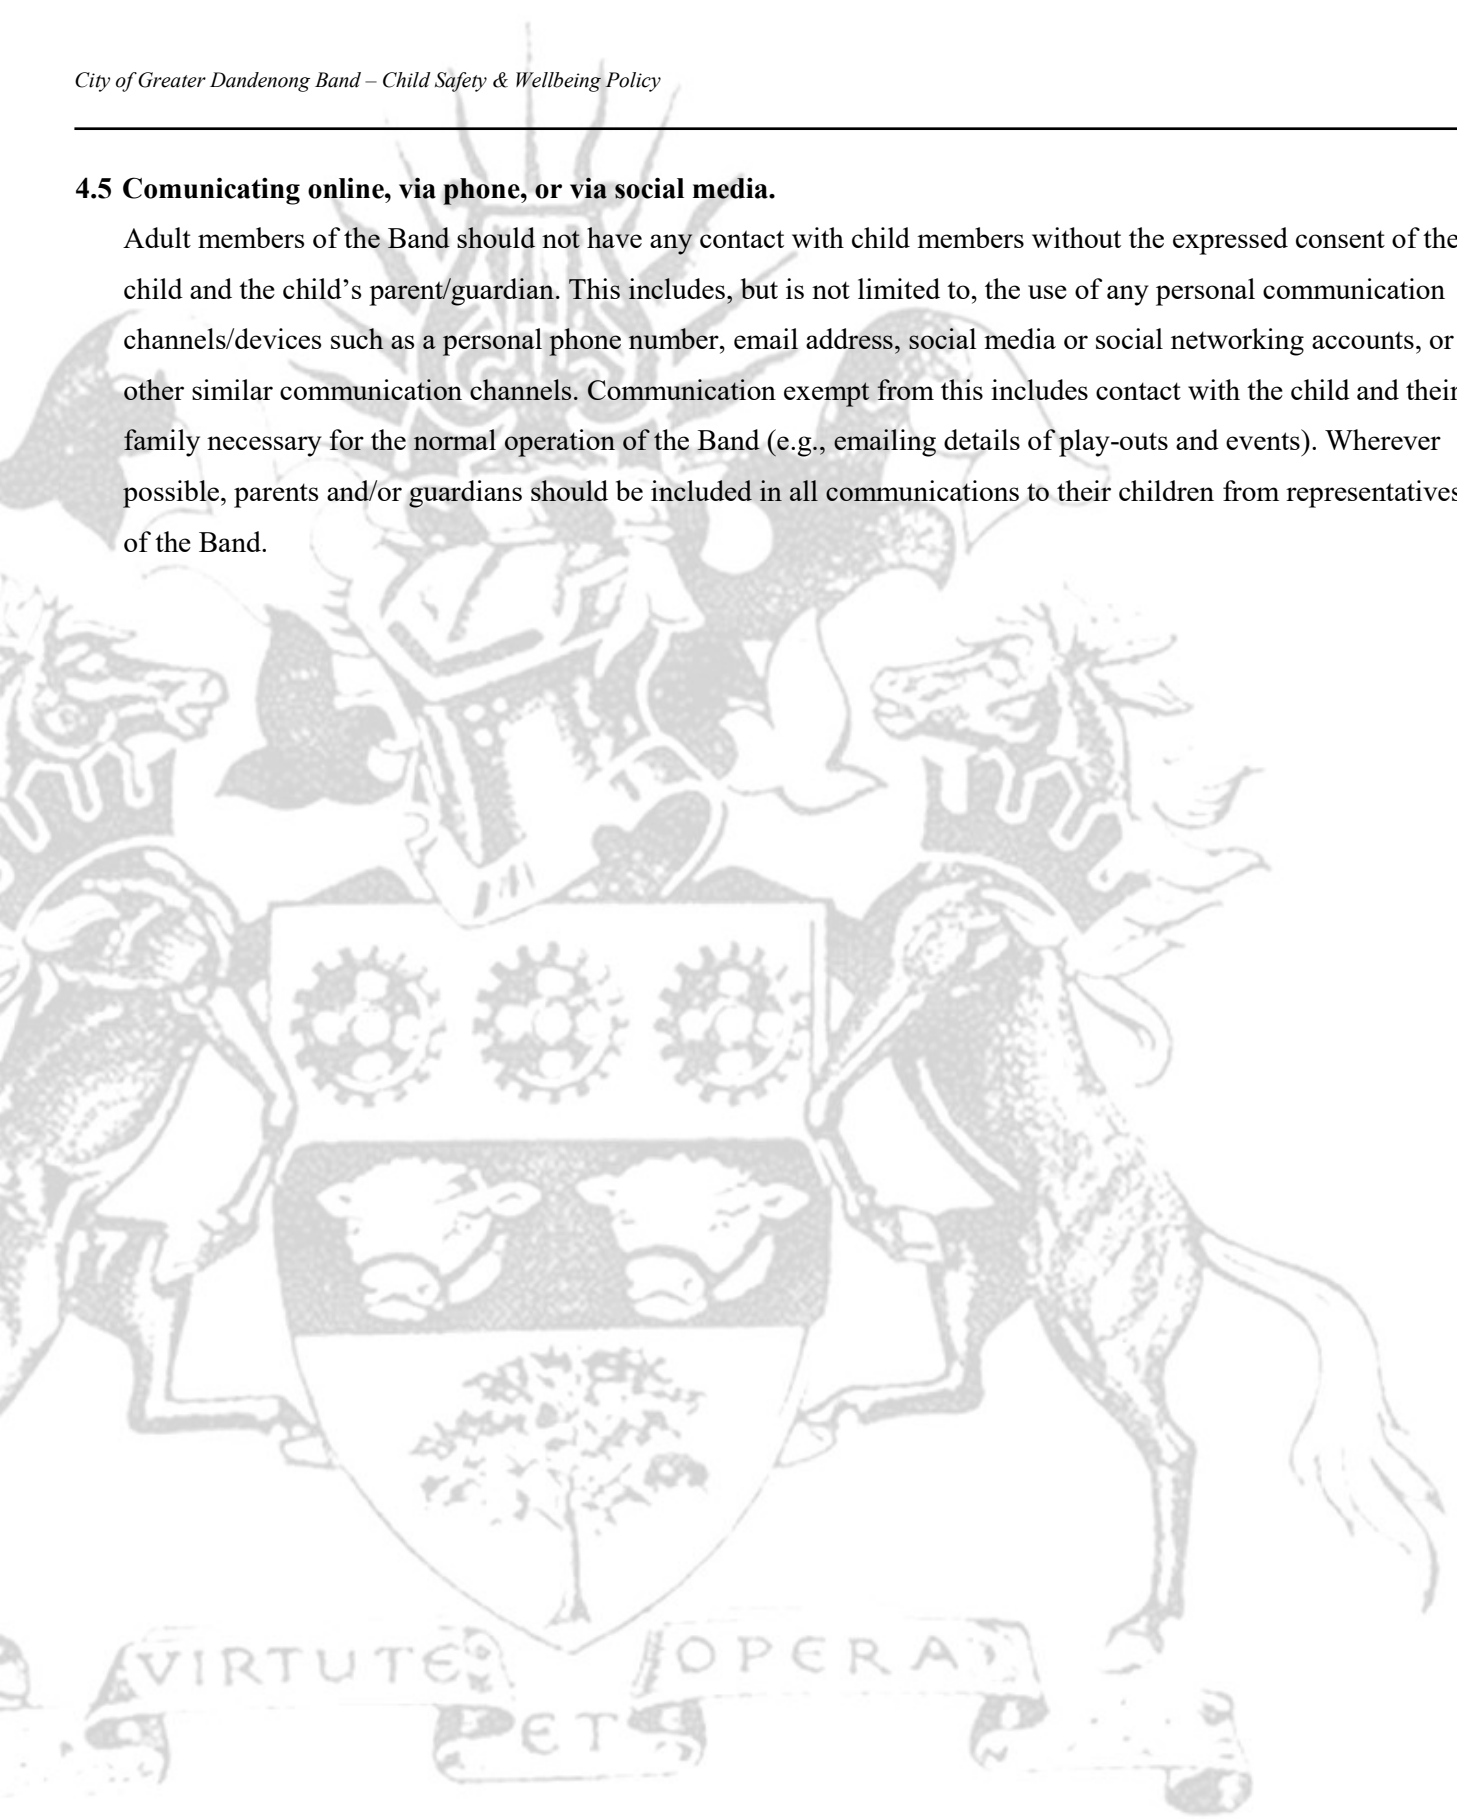 City of Greater Dandenong Band – Child Safety & Wellbeing Policy
4.5 Comunicating online, via phone, or via social media.
Adult members of the Band should not have any contact with child members without the expressed consent of the
child and the child’s parent/guardian. This includes, but is not limited to, the use of any personal communication
channels/devices such as a personal phone number, email address, social media or social networking accounts, or
other similar communication channels. Communication exempt from this includes contact with the child and their
family necessary for the normal operation of the Band (e.g., emailing details of play-outs and events). Wherever
possible, parents and/or guardians should be included in all communications to their children from representatives
of the Band.
VIRTUTE OPERA
ET